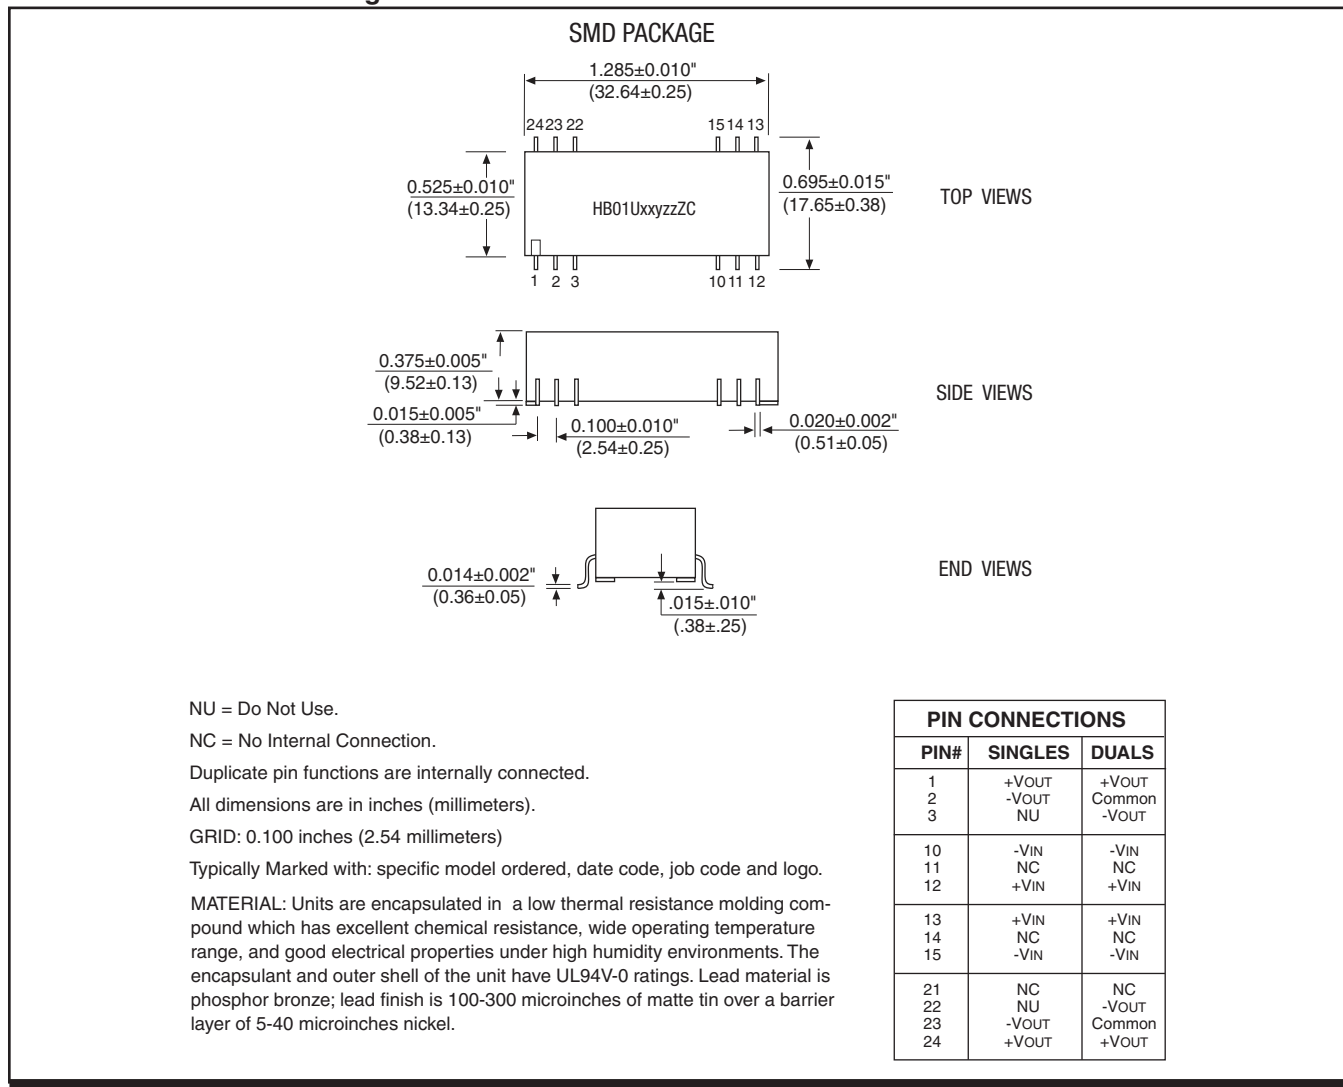 SMD PACKAGE
1.285±0.010"
(32.64±0.25)
24 23 22
15 14 13
0.525±0.010"
(13.34±0.25)
HB01UxxyzzZC
0.695±0.015"
(17.65±0.38)
TOP VIEWS
1 2 3
10 11 12
0.375±0.005"
(9.52±0.13)
0.015±0.005"
(0.38±0.13)
0.100±0.010"
(2.54±0.25)
0.020±0.002"
(0.51±0.05)
SIDE VIEWS
0.014±0.002"
(0.36±0.05)
.015±.010"
(.38±.25)
END VIEWS
NU = Do Not Use.
NC = No Internal Connection.
Duplicate pin functions are internally connected.
All dimensions are in inches (millimeters).
GRID: 0.100 inches (2.54 millimeters)
Typically Marked with: specific model ordered, date code, job code and logo.
MATERIAL: Units are encapsulated in a low thermal resistance molding com-
pound which has excellent chemical resistance, wide operating temperature
range, and good electrical properties under high humidity environments. The
encapsulant and outer shell of the unit have UL94V-0 ratings. Lead material is
phosphor bronze; lead finish is 100-300 microinches of matte tin over a barrier
layer of 5-40 microinches nickel.
PIN CONNECTIONS
PIN# SINGLES DUALS
1 +VOUT +VOUT
2 -VOUT Common
3 NU -VOUT
10 -VIN -VIN
11 NC NC
12 +VIN +VIN
13 +VIN +VIN
14 NC NC
15 -VIN -VIN
21 NC NC
22 NU -VOUT
23 -VOUT Common
24 +VOUT +VOUT